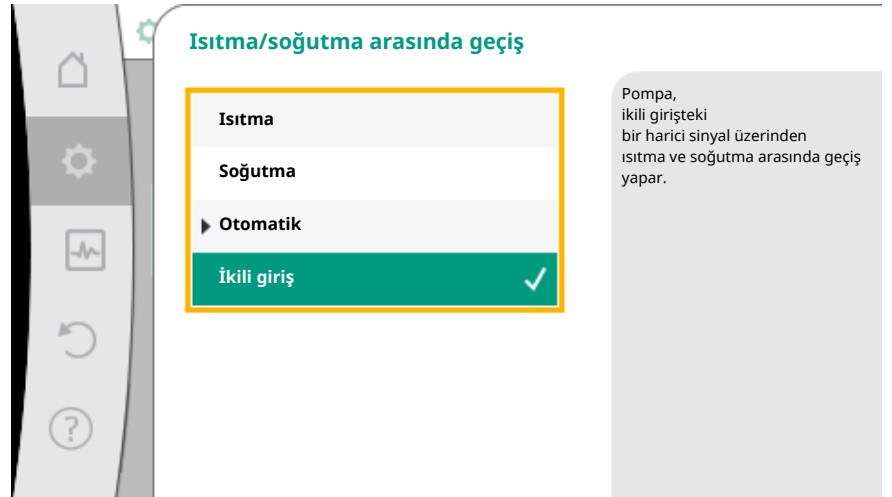 Isıtma/soğutma arasında geçiş
Isıtma
Soğutma
Otomatik
İkili giriş
Pompa,
ikili girişteki
bir harici sinyal üzerinden
ısıtma ve soğutma arasında geçiş
yapar.